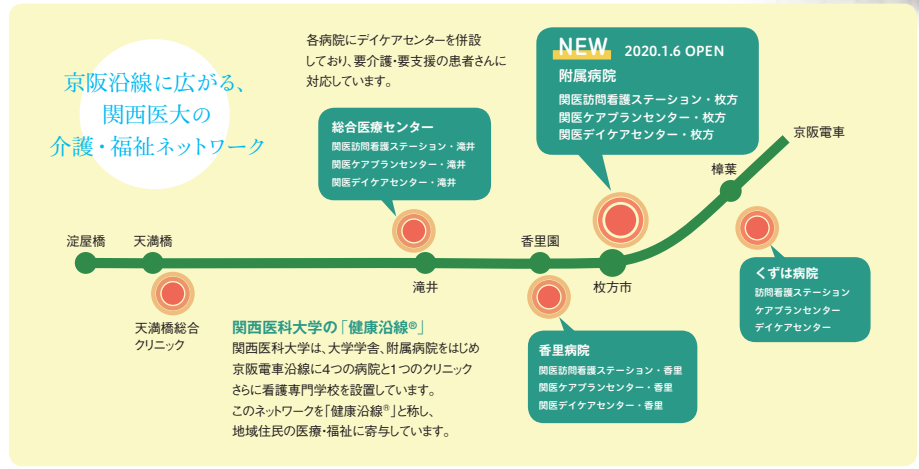 京阪沿線に広がる、
関西医大の
介護・福祉ネットワーク
各病院にデイケアセンターを併設
しており、要介護・要支援の患者さんに
対応しています。
総合医療センター
関医訪問看護ステーション・滝井
関医ケアプランセンター・滝井
関医デイケアセンター・滝井
NEW 2020.1.6 OPEN
附属病院
関医訪問看護ステーション・枚方
関医ケアプランセンター・枚方
関医デイケアセンター・枚方
京阪電車
樟葉
淀屋橋
天満橋
香里園
滝井
枚方市
天満橋総合
クリニック
くずは病院
訪問看護ステーション
ケアプランセンター
デイケアセンター
香里病院
関医訪問看護ステーション・香里
関医ケアプランセンター・香里
関医デイケアセンター・香里
関西医科大学の「健康沿線®」
関西医科大学は、大学学舎、附属病院をはじめ
京阪電車沿線に4つの病院と1つのクリニック
さらに看護専門学校を設置しています。
このネットワークを「健康沿線®」と称し、
地域住民の医療・福祉に寄与しています。